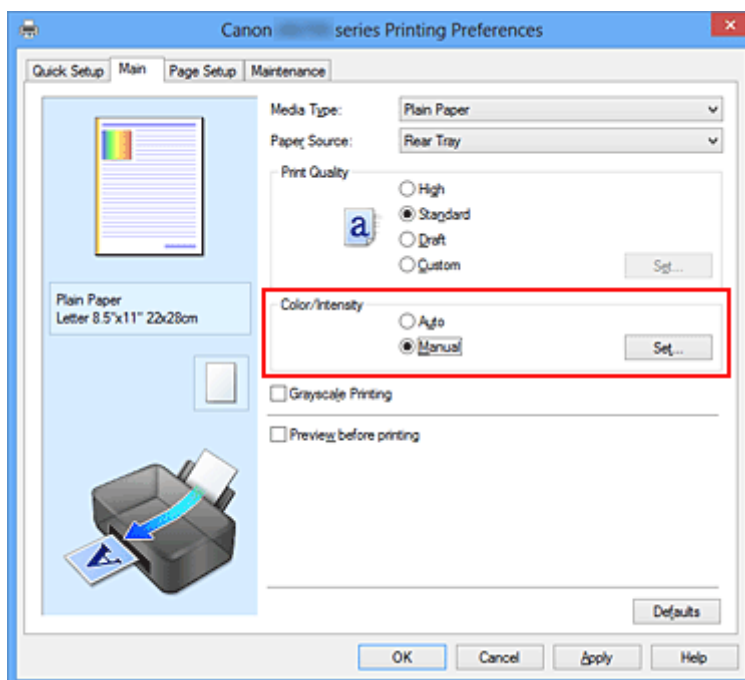 Canon series Printing Preferences
Quick Setup Main Page Setup Maintenance
Media Type: Plain Paper
Paper Source: Rear Tray
Print Quality
High
a Standard
Draft
Custom Set...
Plain Paper
Letter 8.5"x11" 22x28cm
Color/Intensity
Auto
Manual Set...
Grayscale Printing
Preview before printing
A
Defaults
OK Cancel Apply Help